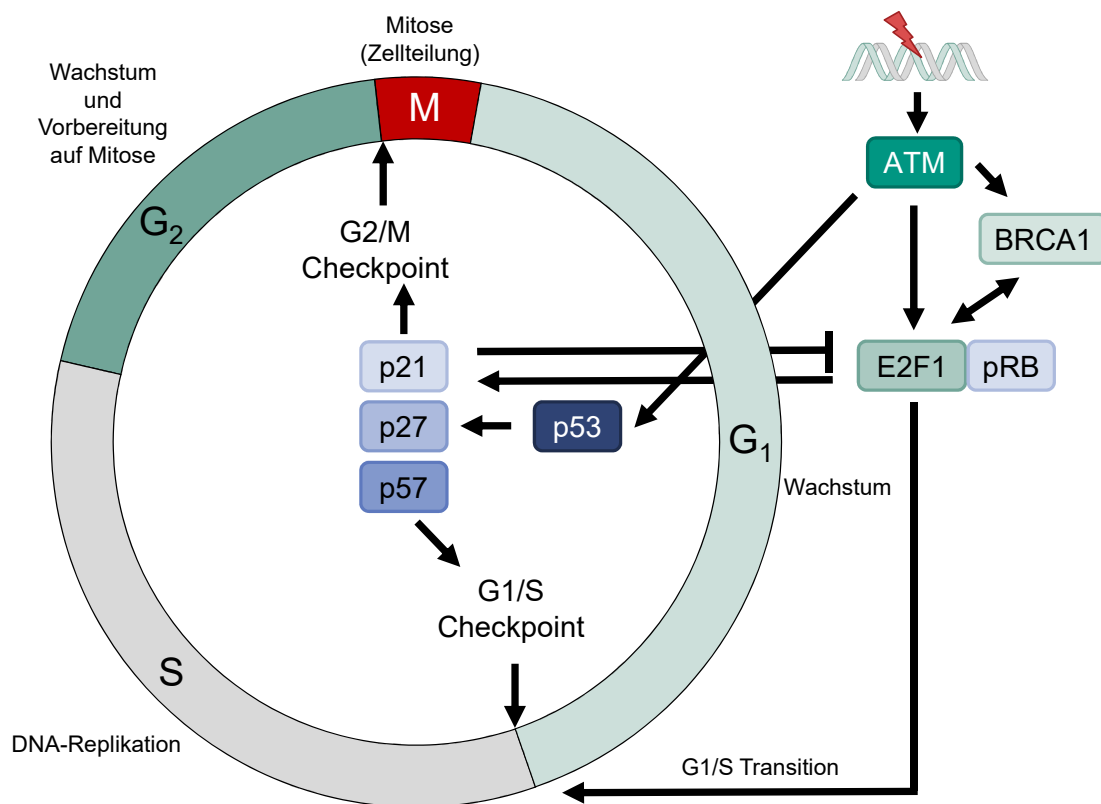 Mitose
(Zellteilung)
Wachstum
und
Vorbereitung
auf Mitose
M
ATM
G₂
G2/M
Checkpoint
BRCA1
p21
E2F1
pRB
p27
p53
G₁
p57
Wachstum
G1/S
Checkpoint
S
DNA-Replikation
G1/S Transition